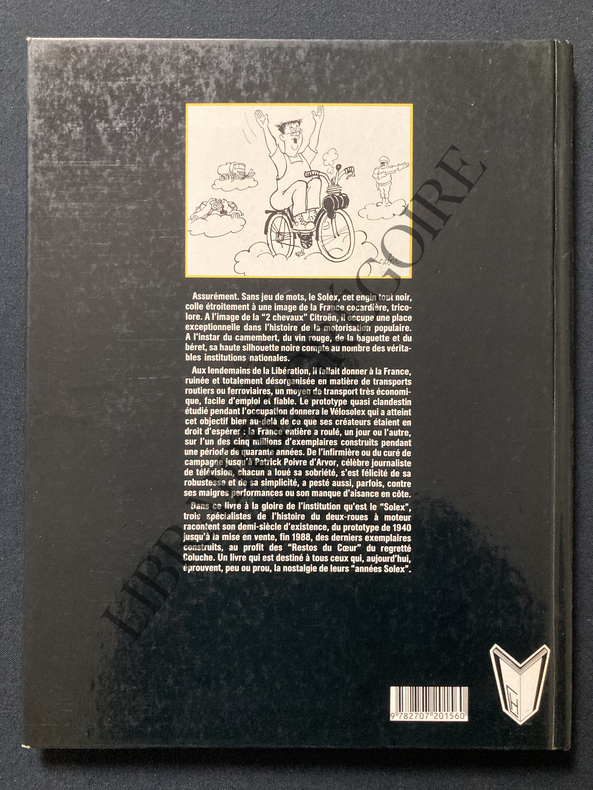 Assurément. Sans jeu de mots, le Solex, cet engin tout noir,
colle étroitement à une image de la France cocardière, trico-
lore. A l'image de la "2 chevaux" Citroën, il occupe une place
exceptionnelle dans l'histoire de la motorisation populaire.
A l'instar du camembert, du vin rouge, de la baguette et du
béret, sa haute silhouette noire compte au nombre des vérita-
bles institutions nationales.
Aux lendemains de la Libération, il fallait donner à la France,
ruinée et totalement désorganisée en matière de transports
routiers ou ferroviaires, un moyen de transport très économi-
que, facile d'emploi et fiable. Le prototype quasi clandestin
étudié pendant l'occupation donnera le Vélosolex qui a atteint
cet objectif bien au-delà de ce que ses créateurs étaient en
droit d'espérer : la France entière a roulé, un jour ou l'autre,
sur l'un des cinq millions d'exemplaires construits pendant
une période de quarante années. De l'infirmière ou du curé de
campagne jusqu'à Patrick Poivre d'Arvor, célèbre journaliste
de télévision, chacun a loué sa sobriété, s'est félicité de sa
robustesse et de sa simplicité, a pesté aussi, parfois, contre
ses maigres performances ou son manque d'aisance en côte.
Dans ce livre à la gloire de l'institution qu'est le "Solex",
trois spécialistes de l'histoire du deux-roues à moteur
racontent son demi-siècle d'existence, du prototype de 1940
jusqu'à la mise en vente, fin 1988, des derniers exemplaires
construits, au profit des "Restos du Cœur" du regretté
Coluche. Un livre qui est destiné à tous ceux qui, aujourd'hui,
éprouvent, peu ou prou, la nostalgie de leurs "années Solex".
9 782707 201560